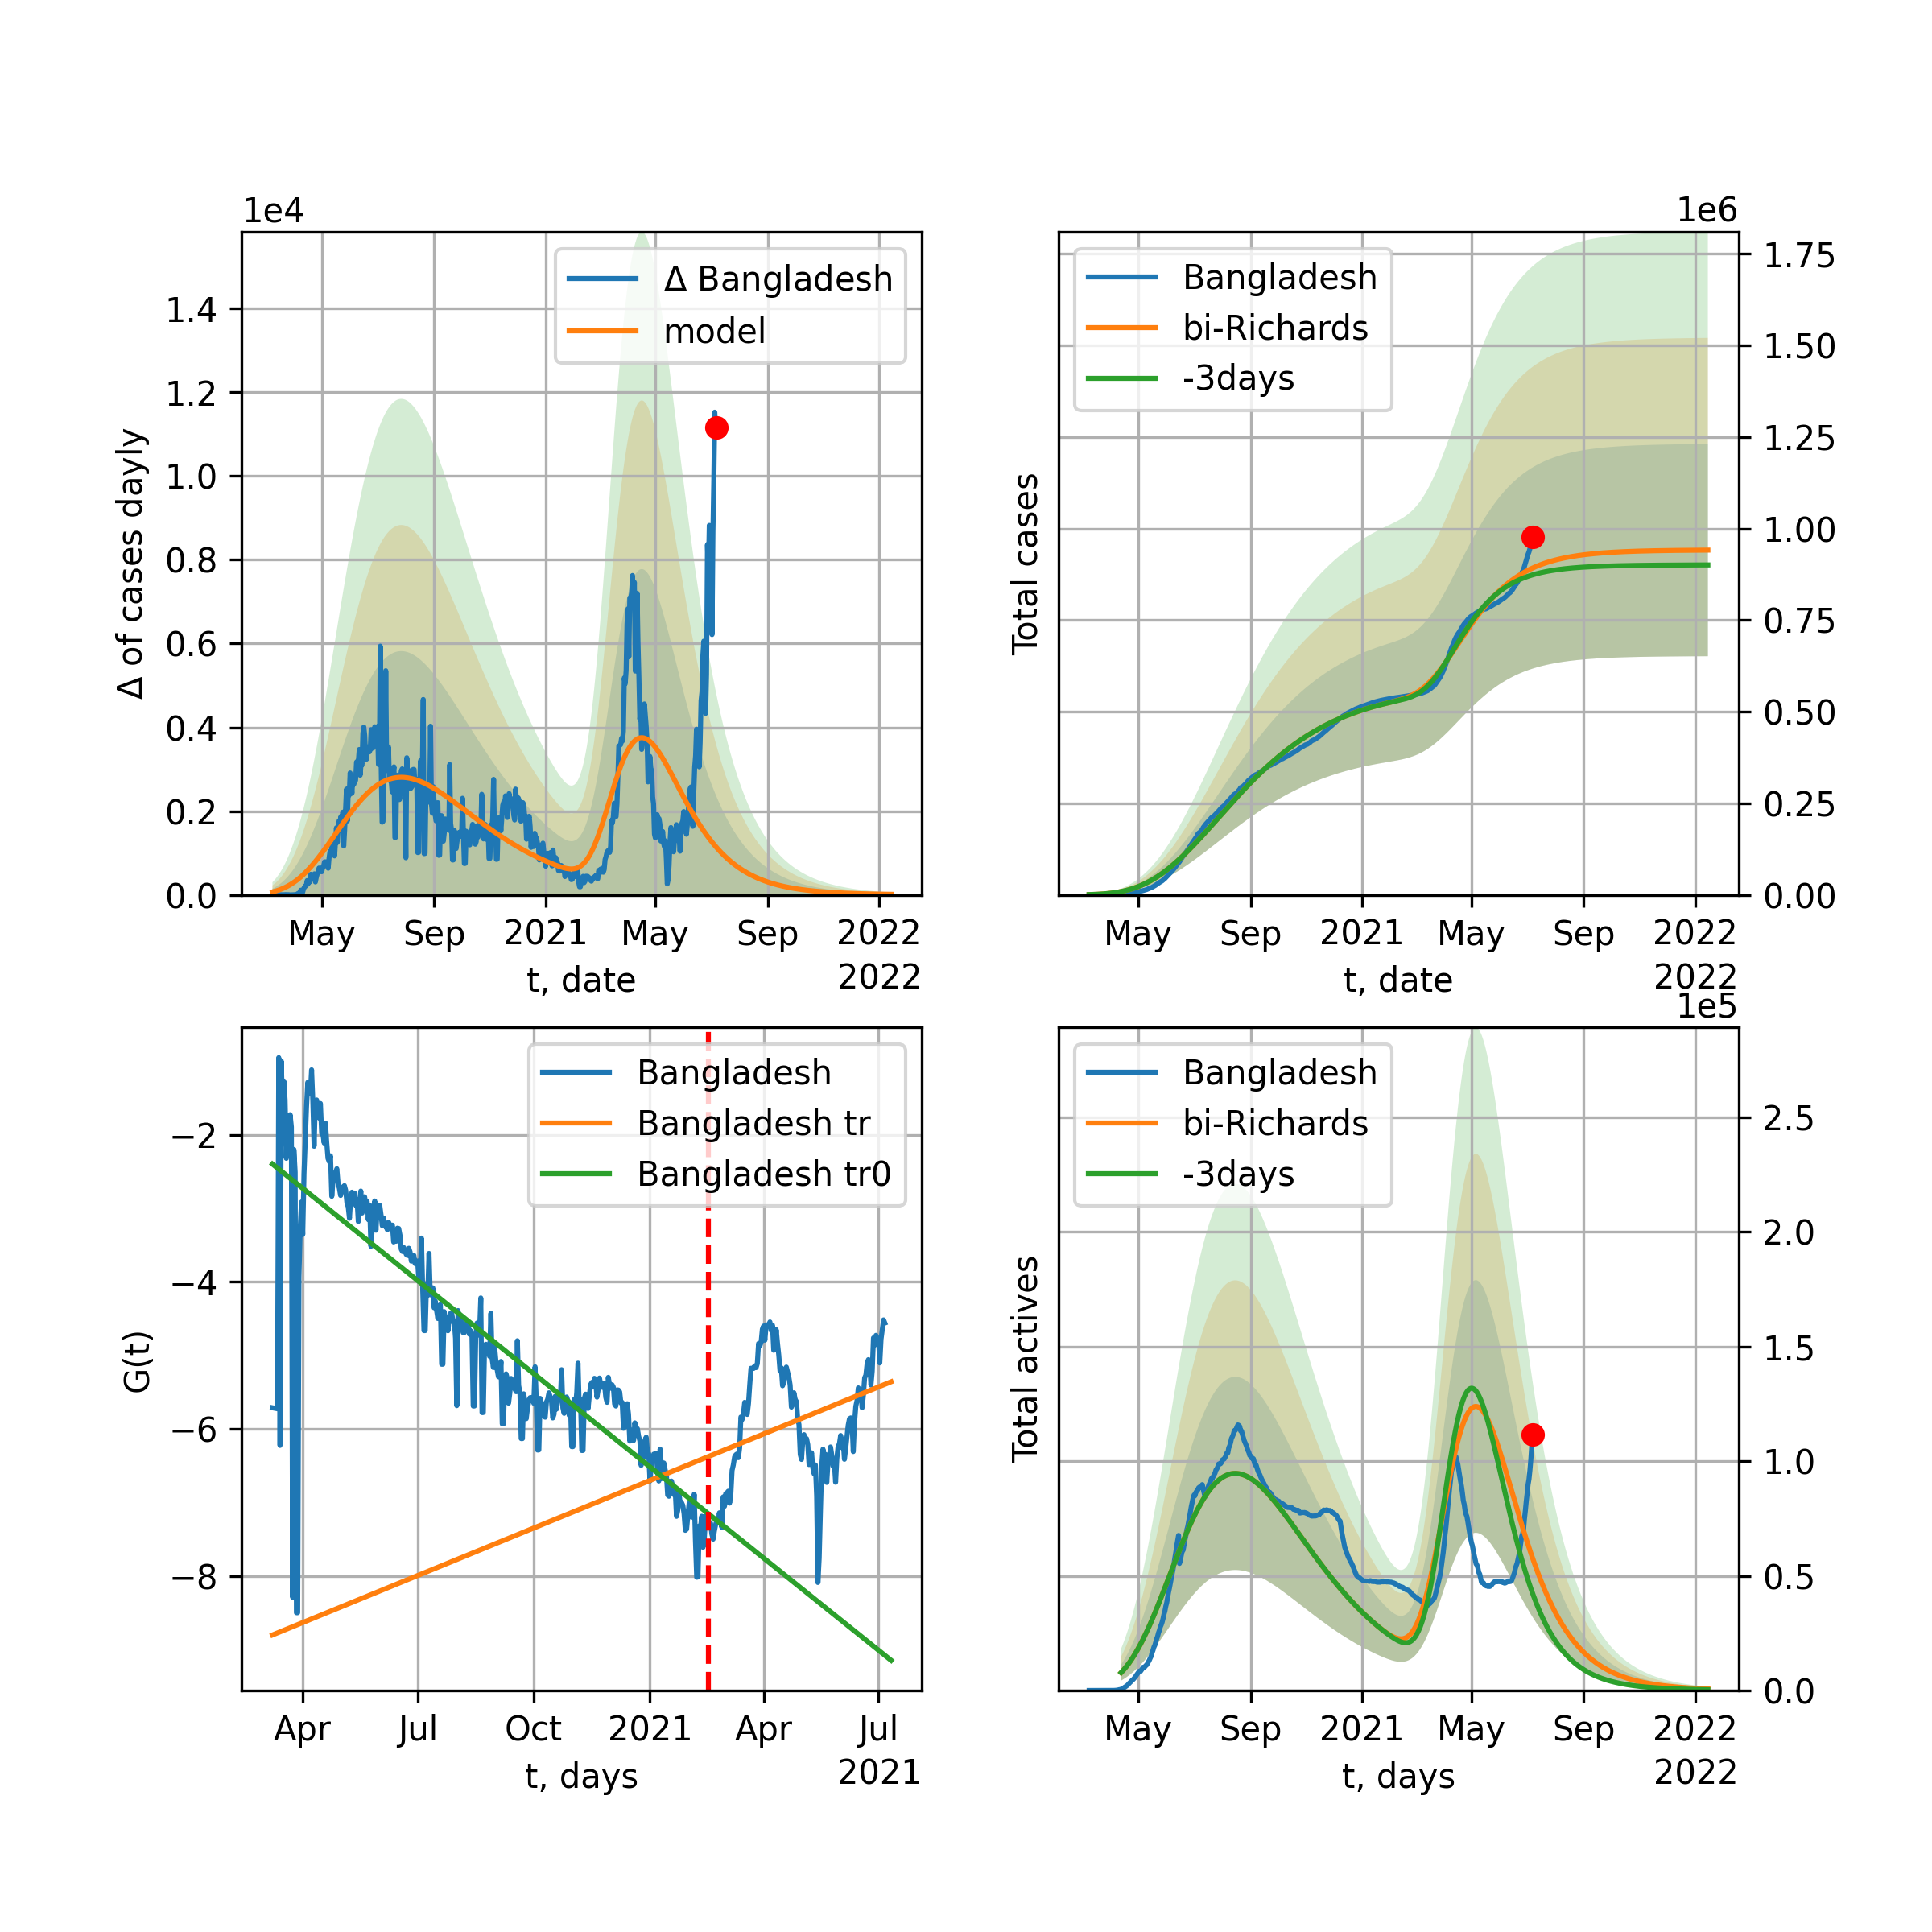 1e4
Δ Bangladesh
model
1.4
1.2
1.0
0.8
0.6
0.4
0.2
0.0
Δ of cases dayly
May Sep 2021 May Sep 2022
t, date
2022
1e6
Bangladesh
bi-Richards
-3days
1.75
1.50
1.25
1.00
0.75
0.50
0.25
0.00
Total cases
May Sep 2021 May Sep 2022
t, date
2022
Bangladesh
Bangladesh tr
Bangladesh tr0
−2
−4
−6
−8
G(t)
Apr Jul Oct 2021 Apr Jul
t, days
2021
1e5
Bangladesh
bi-Richards
-3days
2.5
2.0
1.5
1.0
0.5
0.0
Total actives
May Sep 2021 May Sep 2022
t, days
2022